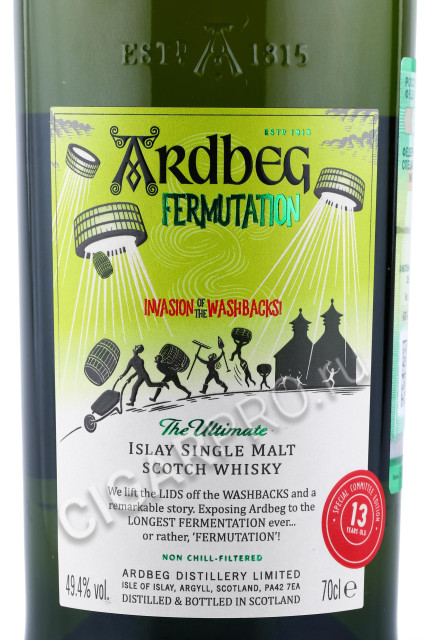 ESTD A 1815
ESTD 1815
ARDBEG
FERMUTATION
INVASION OF THE WASHBACKS!
The Ultimate
ISLAY SINGLE MALT
SCOTCH WHISKY
We lift the LIDS off the WASHBACKS and a
remarkable story. Exposing Ardbeg to the
LONGEST FERMENTATION ever...
or rather, 'FERMUTATION'!
NON CHILL-FILTERED
49.4% vol.
ARDBEG DISTILLERY LIMITED
ISLE OF ISLAY, ARGYLL, SCOTLAND, PA42 7EA
DISTILLED & BOTTLED IN SCOTLAND
70cl e
SPECIAL COMMITTEE EDITION
13
YEARS OLD
CIGARPRO.ru